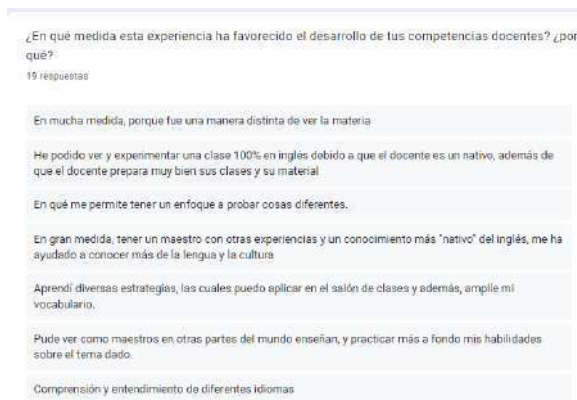 ¿En qué medida esta experiencia ha favorecido el desarrollo de tus competencias docentes? ¿por
qué?
19 respuestas
En mucha medida, porque fue una manera distinta de ver la materia
He podido ver y experimentar una clase 100% en inglés debido a que el docente es un nativo, además de
que el docente prepara muy bien sus clases y su material
En qué me permite tener un enfoque a probar cosas diferentes.
En gran medida, tener un maestro con otras experiencias y un conocimiento más "nativo" del inglés, me ha
ayudado a conocer más de la lengua y la cultura
Aprendí diversas estrategias, las cuales puedo aplicar en el salón de clases y además, amplie mi
vocabulario.
Pude ver como maestros en otras partes del mundo enseñan, y practicar más a fondo mis habilidades
sobre el tema dado.
Comprensión y entendimiento de diferentes idiomas